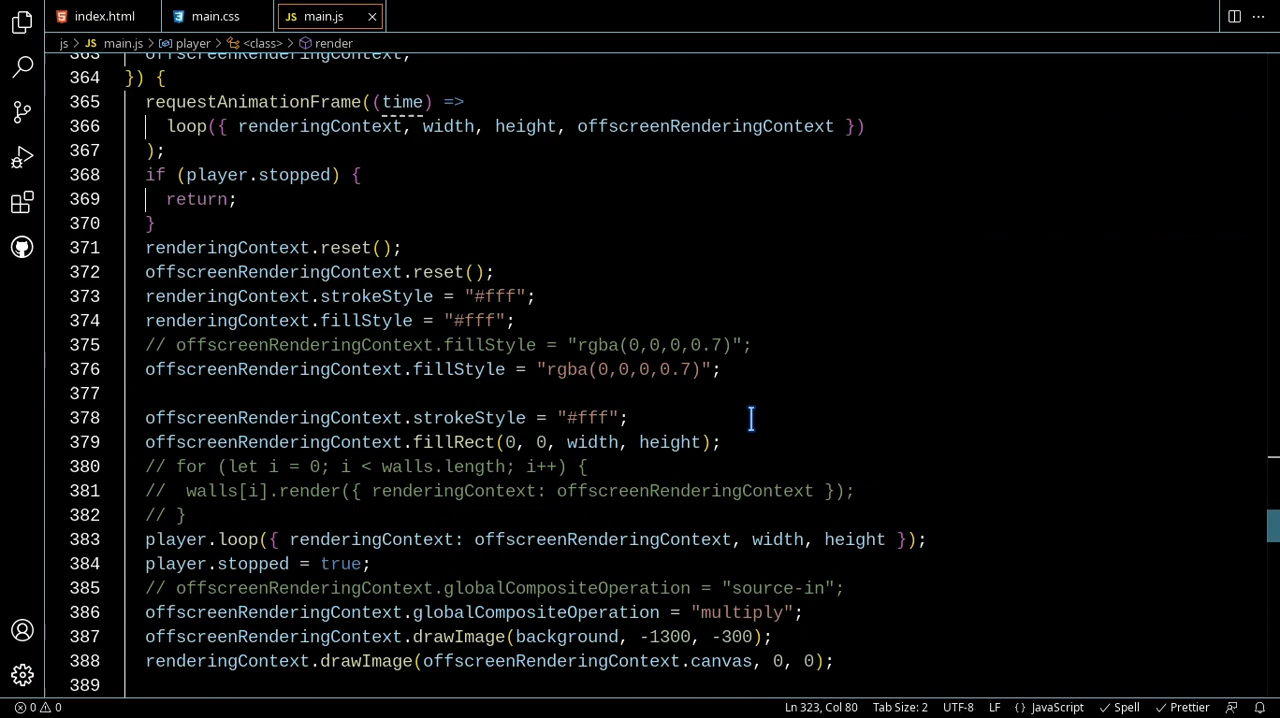 index.html
main.css
JS main.js
js > JS main.js > player > <class> > render
363 offscreenRenderingContext,
364 }) {
365 requestAnimationFrame((time) =>
366 loop({ renderingContext, width, height, offscreenRenderingContext })
367 );
368 if (player.stopped) {
369 return;
370 }
371 renderingContext.reset();
372 offscreenRenderingContext.reset();
373 renderingContext.strokeStyle = "#fff";
374 renderingContext.fillStyle = "#fff";
375 // offscreenRenderingContext.fillStyle = "rgba(0,0,0,0.7)";
376 offscreenRenderingContext.fillStyle = "rgba(0,0,0,0.7)";
377
378 offscreenRenderingContext.strokeStyle = "#fff";
379 offscreenRenderingContext.fillRect(0, 0, width, height);
380 // for (let i = 0; i < walls.length; i++) {
381 //  walls[i].render({ renderingContext: offscreenRenderingContext });
382 // }
383 player.loop({ renderingContext: offscreenRenderingContext, width, height });
384 player.stopped = true;
385 // offscreenRenderingContext.globalCompositeOperation = "source-in";
386 offscreenRenderingContext.globalCompositeOperation = "multiply";
387 offscreenRenderingContext.drawImage(background, -1300, -300);
388 renderingContext.drawImage(offscreenRenderingContext.canvas, 0, 0);
389
0 0 Ln 323, Col 80 Tab Size: 2 UTF-8 LF {} JavaScript Spell Prettier